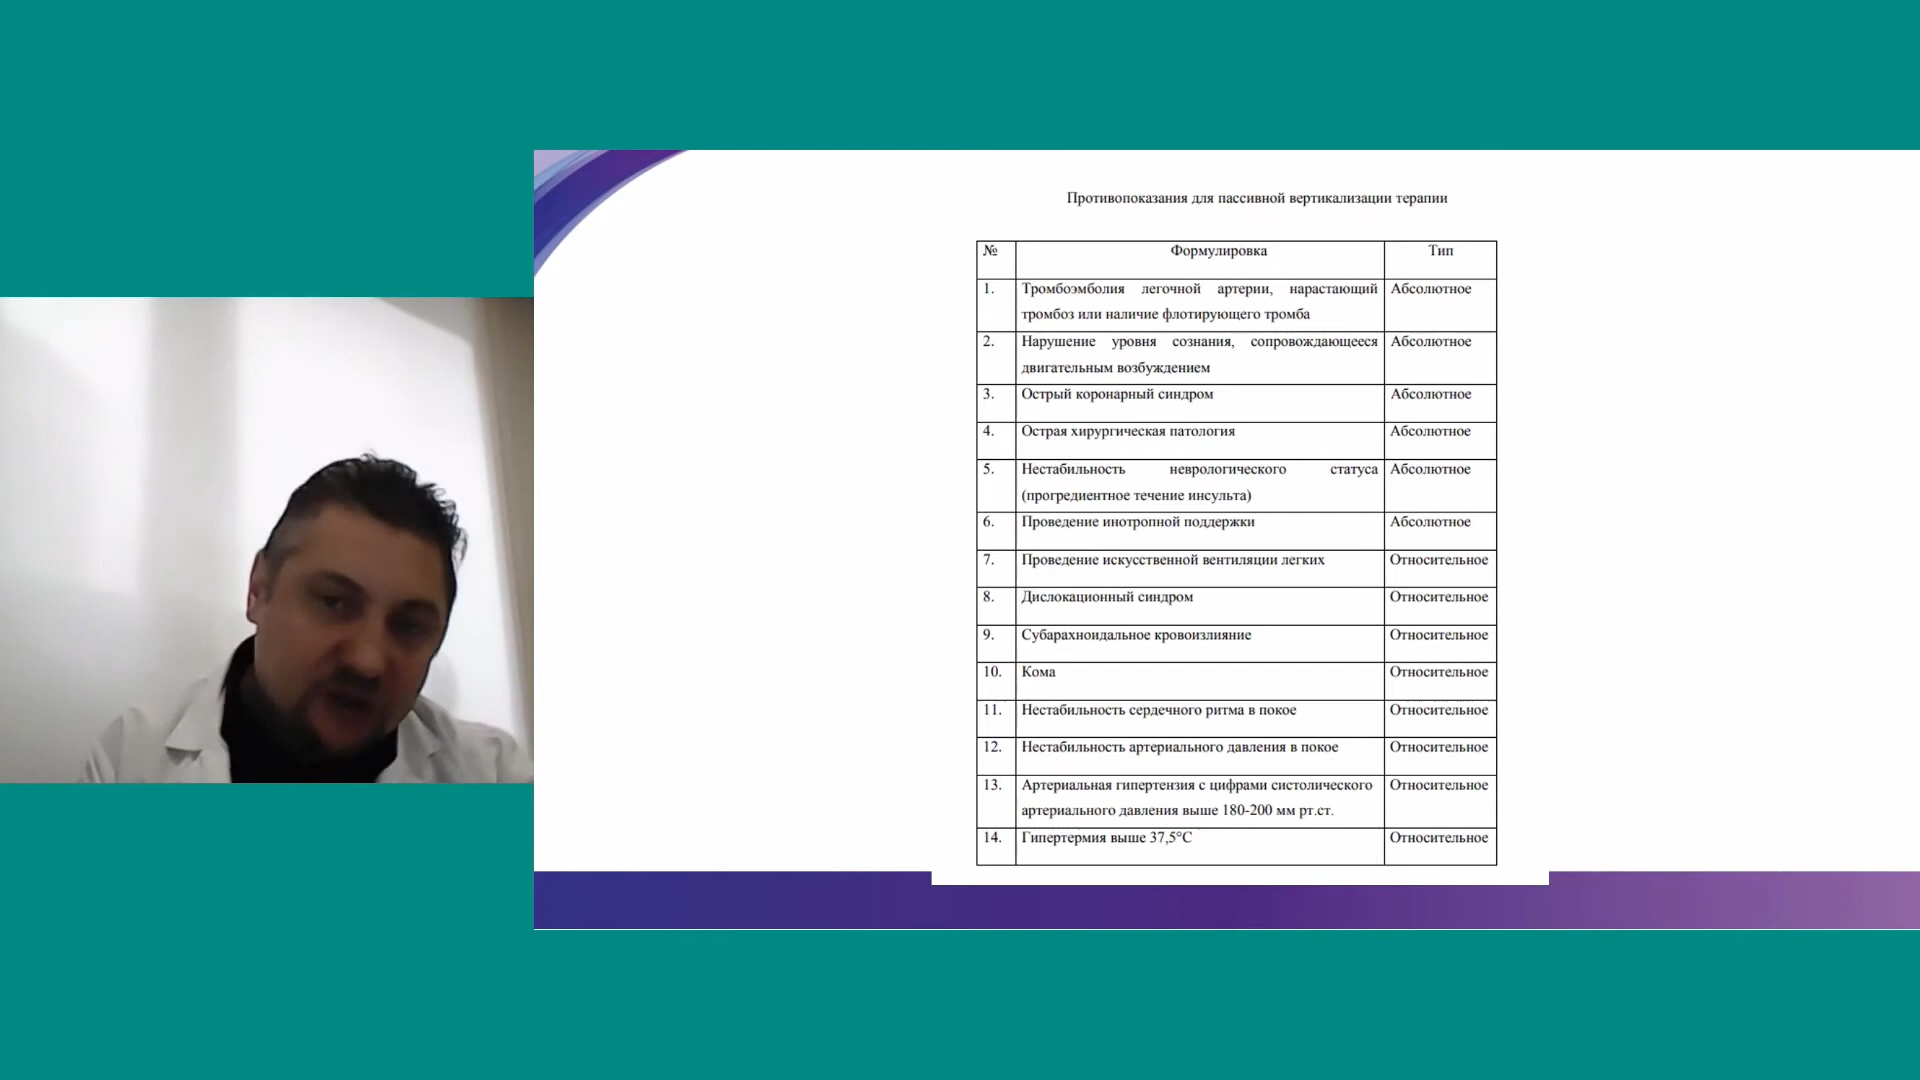 Противопоказания для пассивной вертикализации терапии
№ Формулировка Тип
1. Тромбоэмболия легочной артерии, нарастающий Абсолютное
тромбоз или наличие флотирующего тромба
2. Нарушение уровня сознания, сопровождающееся Абсолютное
двигательным возбуждением
3. Острый коронарный синдром Абсолютное
4. Острая хирургическая патология Абсолютное
5. Нестабильность неврологического статуса Абсолютное
(прогредиентное течение инсульта)
6. Проведение инотропной поддержки Абсолютное
7. Проведение искусственной вентиляции легких Относительное
8. Дислокационный синдром Относительное
9. Субарахноидальное кровоизлияние Относительное
10. Кома Относительное
11. Нестабильность сердечного ритма в покое Относительное
12. Нестабильность артериального давления в покое Относительное
13. Артериальная гипертензия с цифрами систолического Относительное
артериального давления выше 180-200 мм рт.ст.
14. Гипертермия выше 37,5°С Относительное